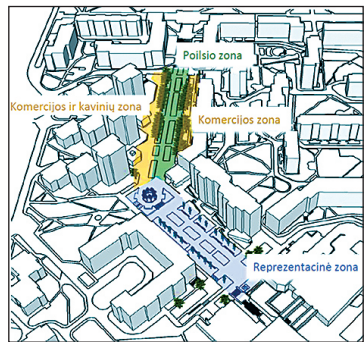 Poilsio zona
Komercijos ir kavinių zona
Komercijos zona
Reprezentacinė zona